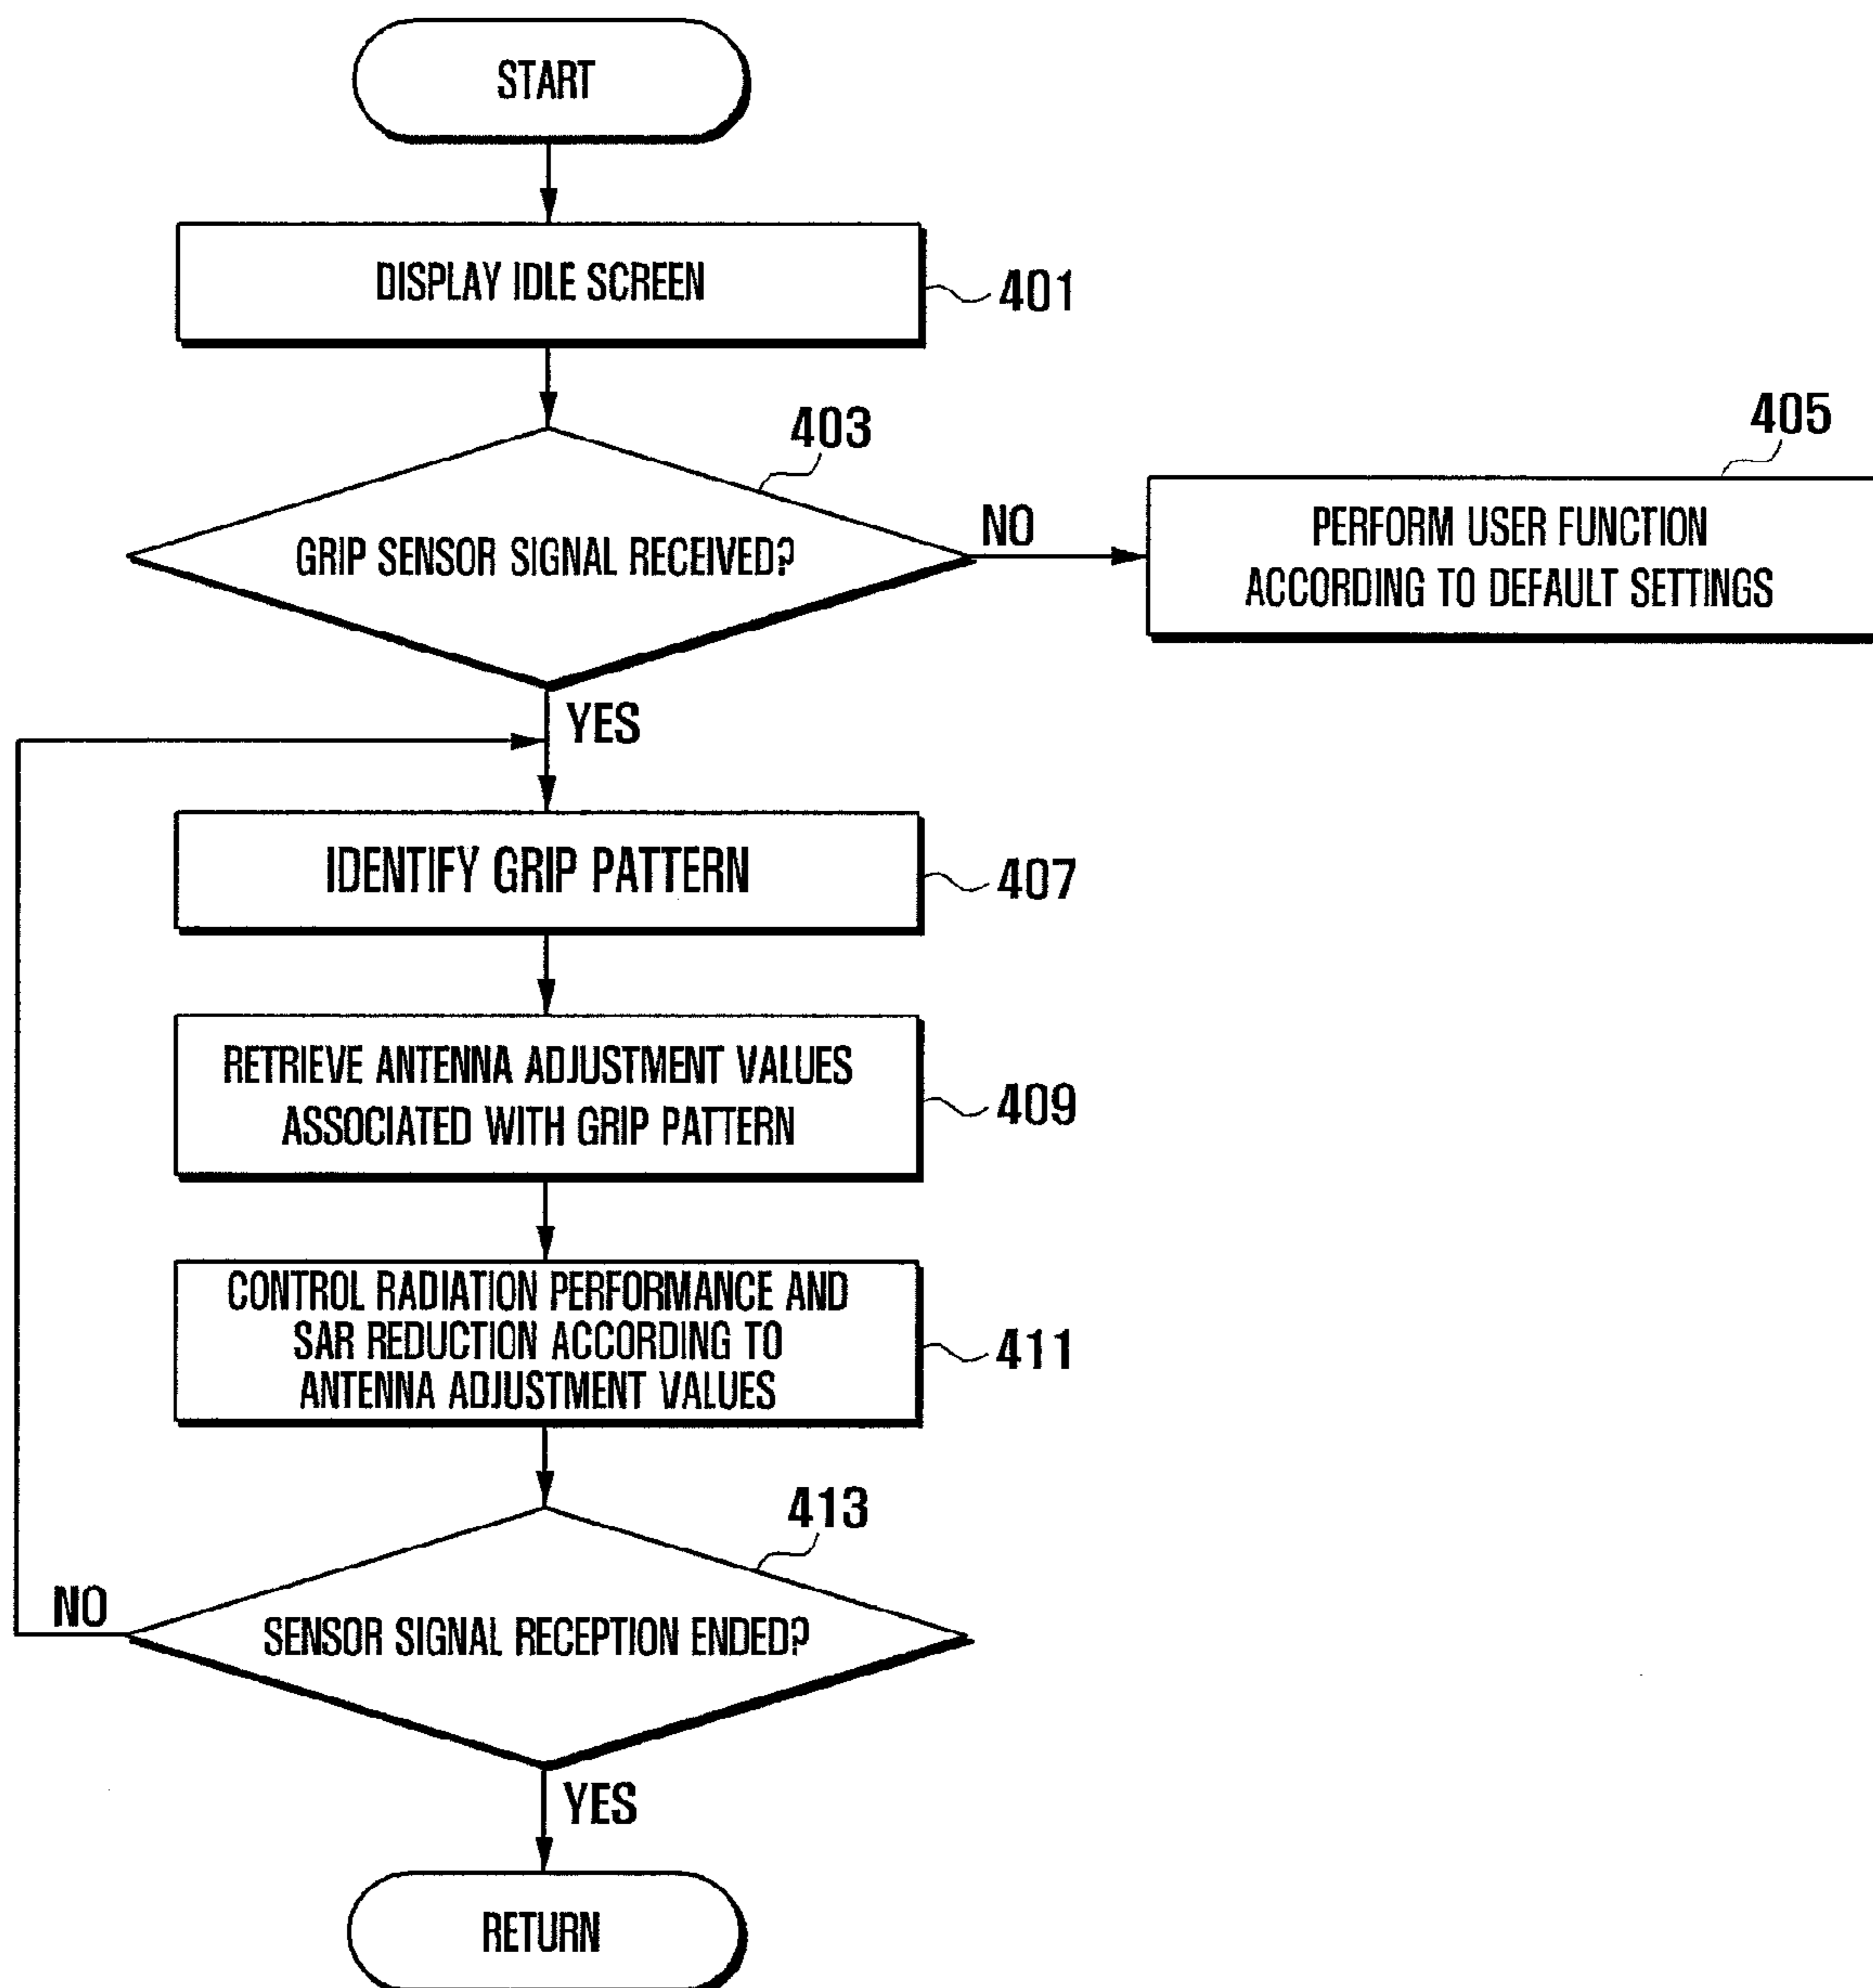 START
DISPLAY IDLE SCREEN
401
403
405
GRIP SENSOR SIGNAL RECEIVED?
NO
PERFORM USER FUNCTION
ACCORDING TO DEFAULT SETTINGS
YES
IDENTIFY GRIP PATTERN
407
RETRIEVE ANTENNA ADJUSTMENT VALUES
ASSOCIATED WITH GRIP PATTERN
409
CONTROL RADIATION PERFORMANCE AND
SAR REDUCTION ACCORDING TO
ANTENNA ADJUSTMENT VALUES
411
413
NO
SENSOR SIGNAL RECEPTION ENDED?
YES
RETURN